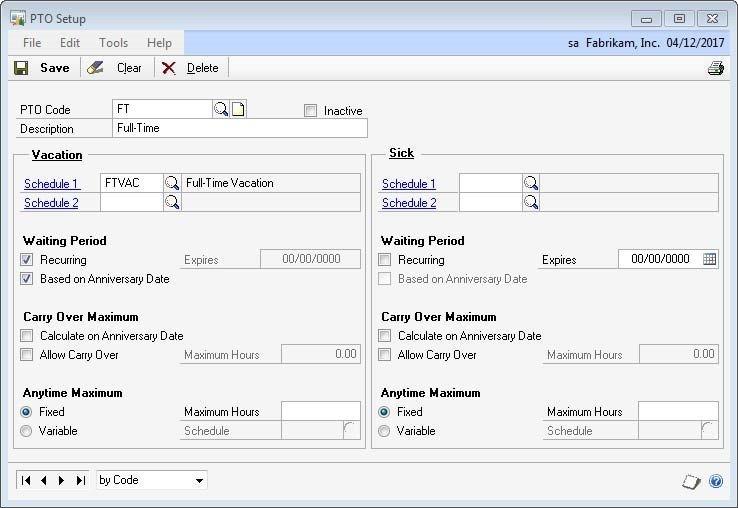 PTO Setup
File Edit Tools Help sa Fabrikam, Inc. 04/12/2017
Save Clear Delete
PTO Code FT Inactive
Description Full-Time
Vacation
Schedule 1 FTVAC Full-Time Vacation
Schedule 2
Waiting Period
Recurring Expires 00/00/0000
Based on Anniversary Date
Carry Over Maximum
Calculate on Anniversary Date
Allow Carry Over Maximum Hours 0.00
Anytime Maximum
Fixed Maximum Hours
Variable Schedule
Sick
Schedule 1
Schedule 2
Waiting Period
Recurring Expires 00/00/0000
Based on Anniversary Date
Carry Over Maximum
Calculate on Anniversary Date
Allow Carry Over Maximum Hours 0.00
Anytime Maximum
Fixed Maximum Hours
Variable Schedule
by Code